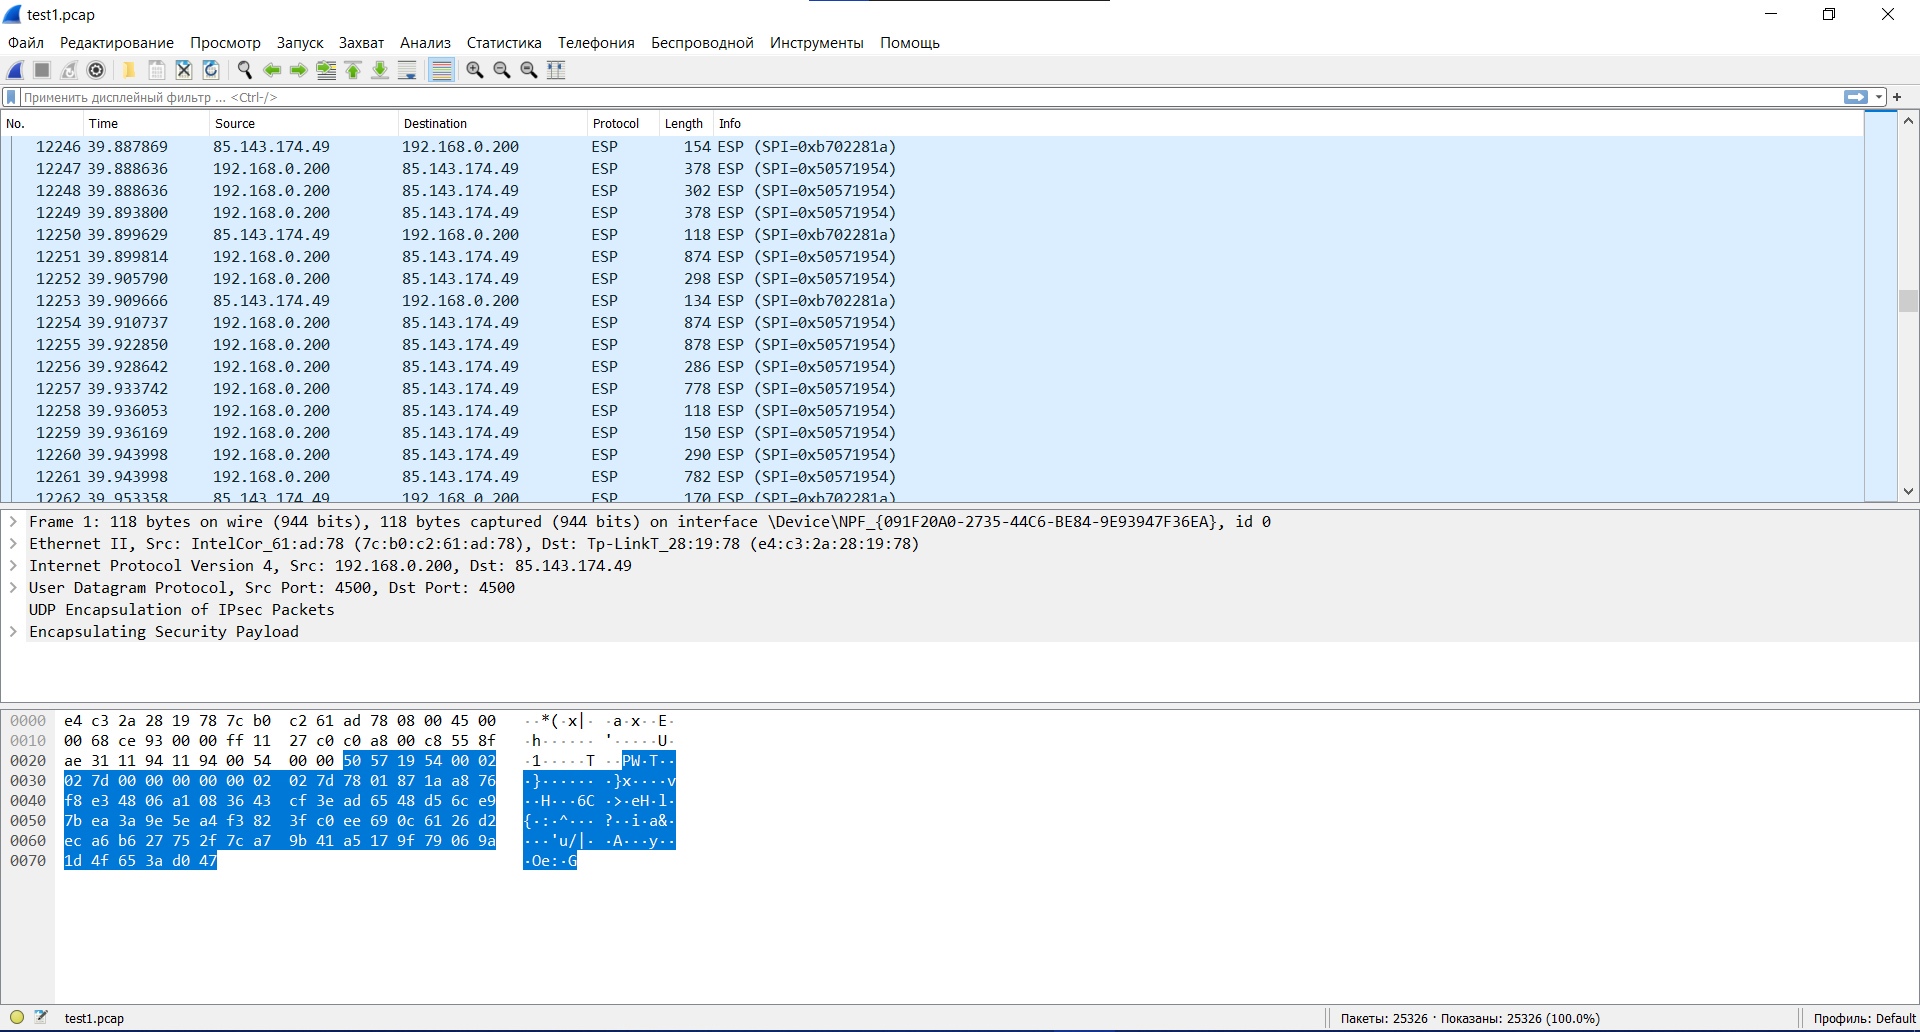 test1.pcap
Файл Редактирование Просмотр Запуск Захват Анализ Статистика Телефония Беспроводной Инструменты Помощь
Применить дисплейный фильтр ... <Ctrl-/>
No. Time Source Destination Protocol Length Info
12246 39.887869 85.143.174.49 192.168.0.200 ESP 154 ESP (SPI=0xb702281a)
12247 39.888636 192.168.0.200 85.143.174.49 ESP 378 ESP (SPI=0x50571954)
12248 39.888636 192.168.0.200 85.143.174.49 ESP 302 ESP (SPI=0x50571954)
12249 39.893800 192.168.0.200 85.143.174.49 ESP 378 ESP (SPI=0x50571954)
12250 39.899629 85.143.174.49 192.168.0.200 ESP 118 ESP (SPI=0xb702281a)
12251 39.899814 192.168.0.200 85.143.174.49 ESP 874 ESP (SPI=0x50571954)
12252 39.905790 192.168.0.200 85.143.174.49 ESP 298 ESP (SPI=0x50571954)
12253 39.909666 85.143.174.49 192.168.0.200 ESP 134 ESP (SPI=0xb702281a)
12254 39.910737 192.168.0.200 85.143.174.49 ESP 874 ESP (SPI=0x50571954)
12255 39.922850 192.168.0.200 85.143.174.49 ESP 878 ESP (SPI=0x50571954)
12256 39.928642 192.168.0.200 85.143.174.49 ESP 286 ESP (SPI=0x50571954)
12257 39.933742 192.168.0.200 85.143.174.49 ESP 778 ESP (SPI=0x50571954)
12258 39.936053 192.168.0.200 85.143.174.49 ESP 118 ESP (SPI=0x50571954)
12259 39.936169 192.168.0.200 85.143.174.49 ESP 150 ESP (SPI=0x50571954)
12260 39.943998 192.168.0.200 85.143.174.49 ESP 290 ESP (SPI=0x50571954)
12261 39.943998 192.168.0.200 85.143.174.49 ESP 782 ESP (SPI=0x50571954)
12262 39.953358 85.143.174.49 192.168.0.200 ESP 170 ESP (SPI=0xb702281a)
Frame 1: 118 bytes on wire (944 bits), 118 bytes captured (944 bits) on interface \Device\NPF_{091F20A0-2735-44C6-BE84-9E93947F36EA}, id 0
Ethernet II, Src: IntelCor_61:ad:78 (7c:b0:c2:61:ad:78), Dst: Tp-LinkT_28:19:78 (e4:c3:2a:28:19:78)
Internet Protocol Version 4, Src: 192.168.0.200, Dst: 85.143.174.49
User Datagram Protocol, Src Port: 4500, Dst Port: 4500
UDP Encapsulation of IPsec Packets
Encapsulating Security Payload
0000 e4 c3 2a 28 19 78 7c b0 c2 61 ad 78 08 00 45 00 ··*(·x|· ·a·x··E·
0010 00 68 ce 93 00 00 ff 11 27 c0 c0 a8 00 c8 55 8f ·h······ '·····U·
0020 ae 31 11 94 11 94 00 54 00 00 50 57 19 54 00 02 ·1·····T ··PW·T··
0030 02 7d 00 00 00 00 00 02 02 7d 78 01 87 1a a8 76 ·}······ ·}x····v
0040 f8 e3 48 06 a1 08 36 43 cf 3e ad 65 48 d5 6c e9 ··H···6C ·>·eH·l·
0050 7b ea 3a 9e 5e a4 f3 82 3f c0 ee 69 0c 61 26 d2 {·:·^··· ?··i·a&·
0060 ec a6 b6 27 75 2f 7c a7 9b 41 a5 17 9f 79 06 9a ···'u/|· ·A···y··
0070 1d 4f 65 3a d0 47 ·Oe:·G
test1.pcap Пакеты: 25326 · Показаны: 25326 (100.0%) Профиль: Default